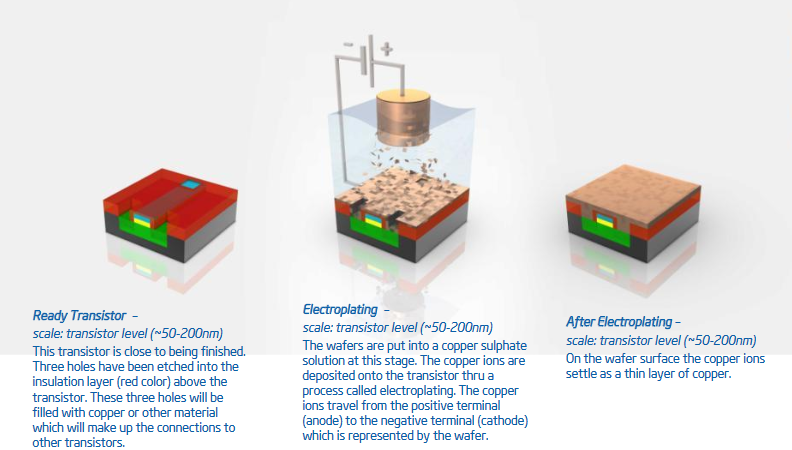 Ready Transistor –
scale: transistor level (~50-200nm)
This transistor is close to being finished.
Three holes have been etched into the
insulation layer (red color) above the
transistor. These three holes will be
filled with copper or other material
which will make up the connections to
other transistors.
Electroplating –
scale: transistor level (~50-200nm)
The wafers are put into a copper sulphate
solution at this stage. The copper ions are
deposited onto the transistor thru a
process called electroplating. The copper
ions travel from the positive terminal
(anode) to the negative terminal (cathode)
which is represented by the wafer.
After Electroplating –
scale: transistor level (~50-200nm)
On the wafer surface the copper ions
settle as a thin layer of copper.
- +